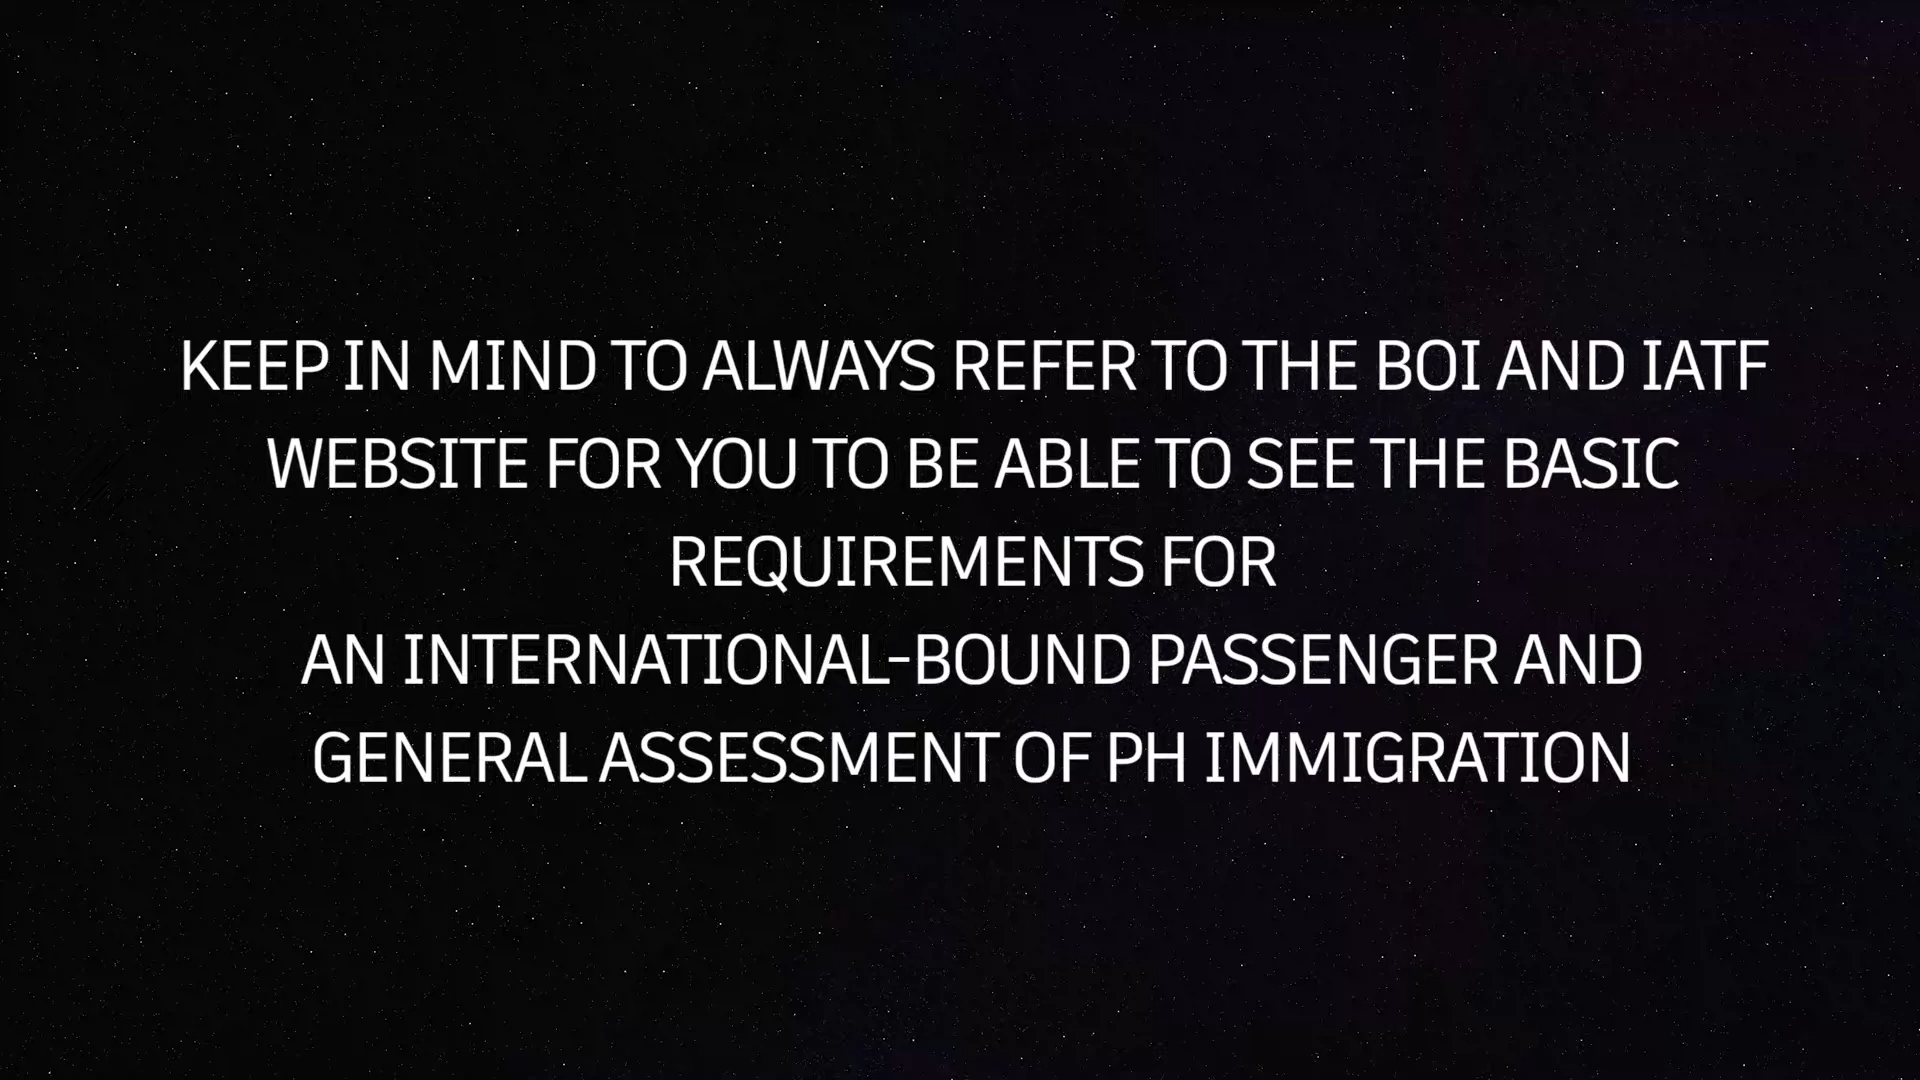 KEEP IN MIND TO ALWAYS REFER TO THE BOI AND IATF
WEBSITE FOR YOU TO BE ABLE TO SEE THE BASIC
REQUIREMENTS FOR
AN INTERNATIONAL-BOUND PASSENGER AND
GENERAL ASSESSMENT OF PH IMMIGRATION